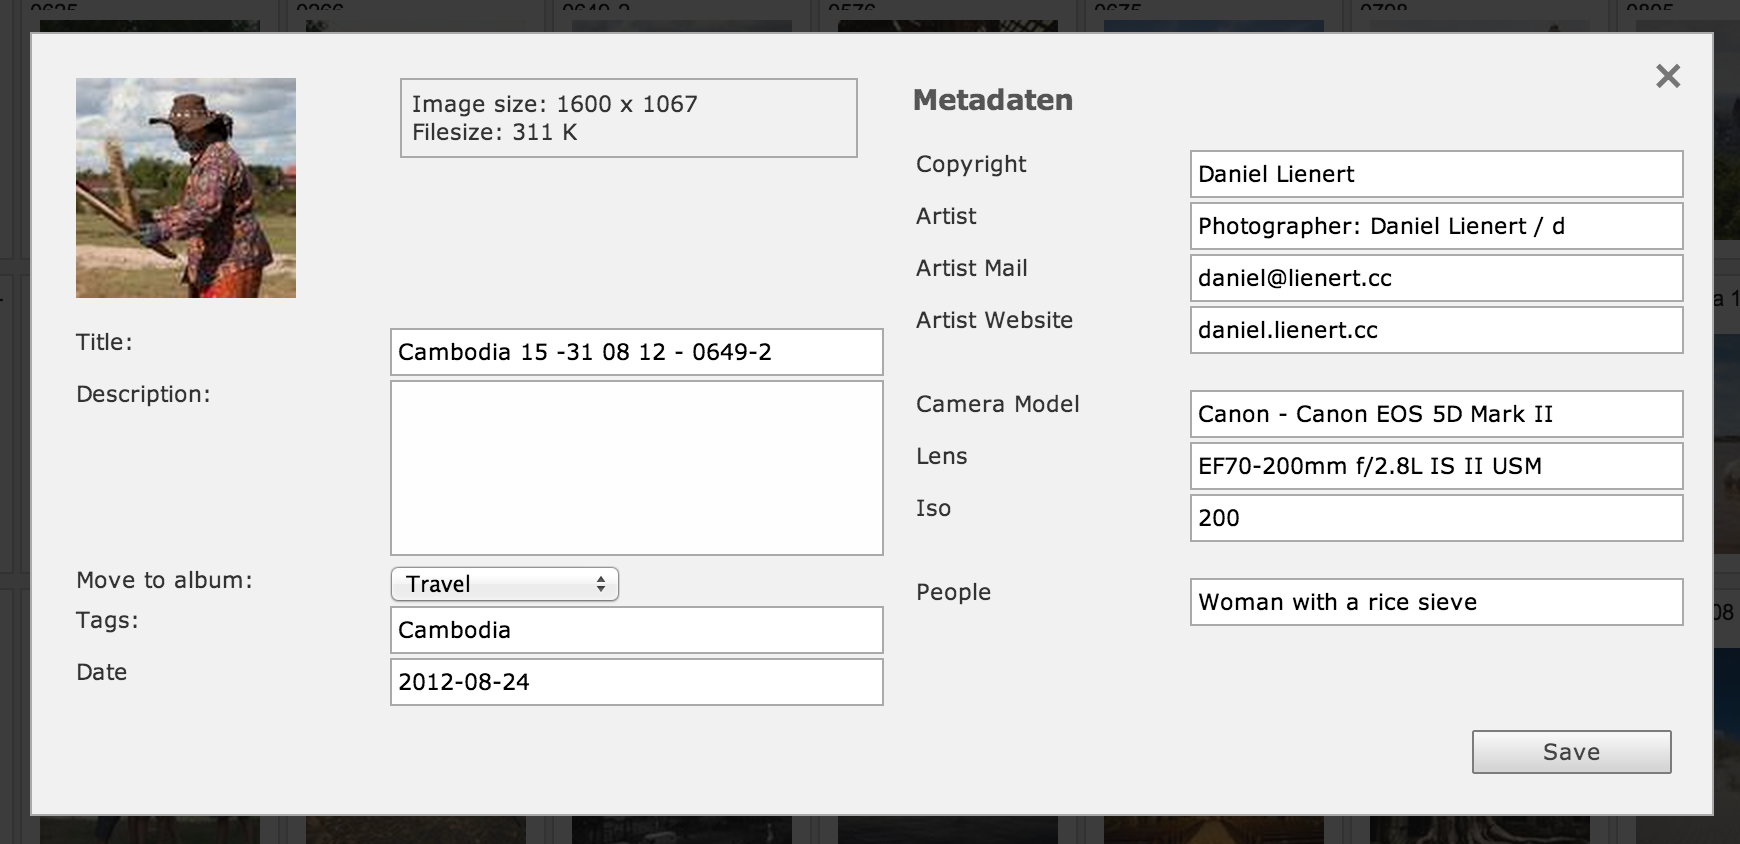 Image size: 1600 x 1067
Filesize: 311 K
Title:
Cambodia 15 -31 08 12 - 0649-2
Description:
Move to album:
Travel
Tags:
Cambodia
Date
2012-08-24
Metadaten
Copyright
Daniel Lienert
Artist
Photographer: Daniel Lienert / d
Artist Mail
daniel@lienert.cc
Artist Website
daniel.lienert.cc
Camera Model
Canon - Canon EOS 5D Mark II
Lens
EF70-200mm f/2.8L IS II USM
Iso
200
People
Woman with a rice sieve
Save